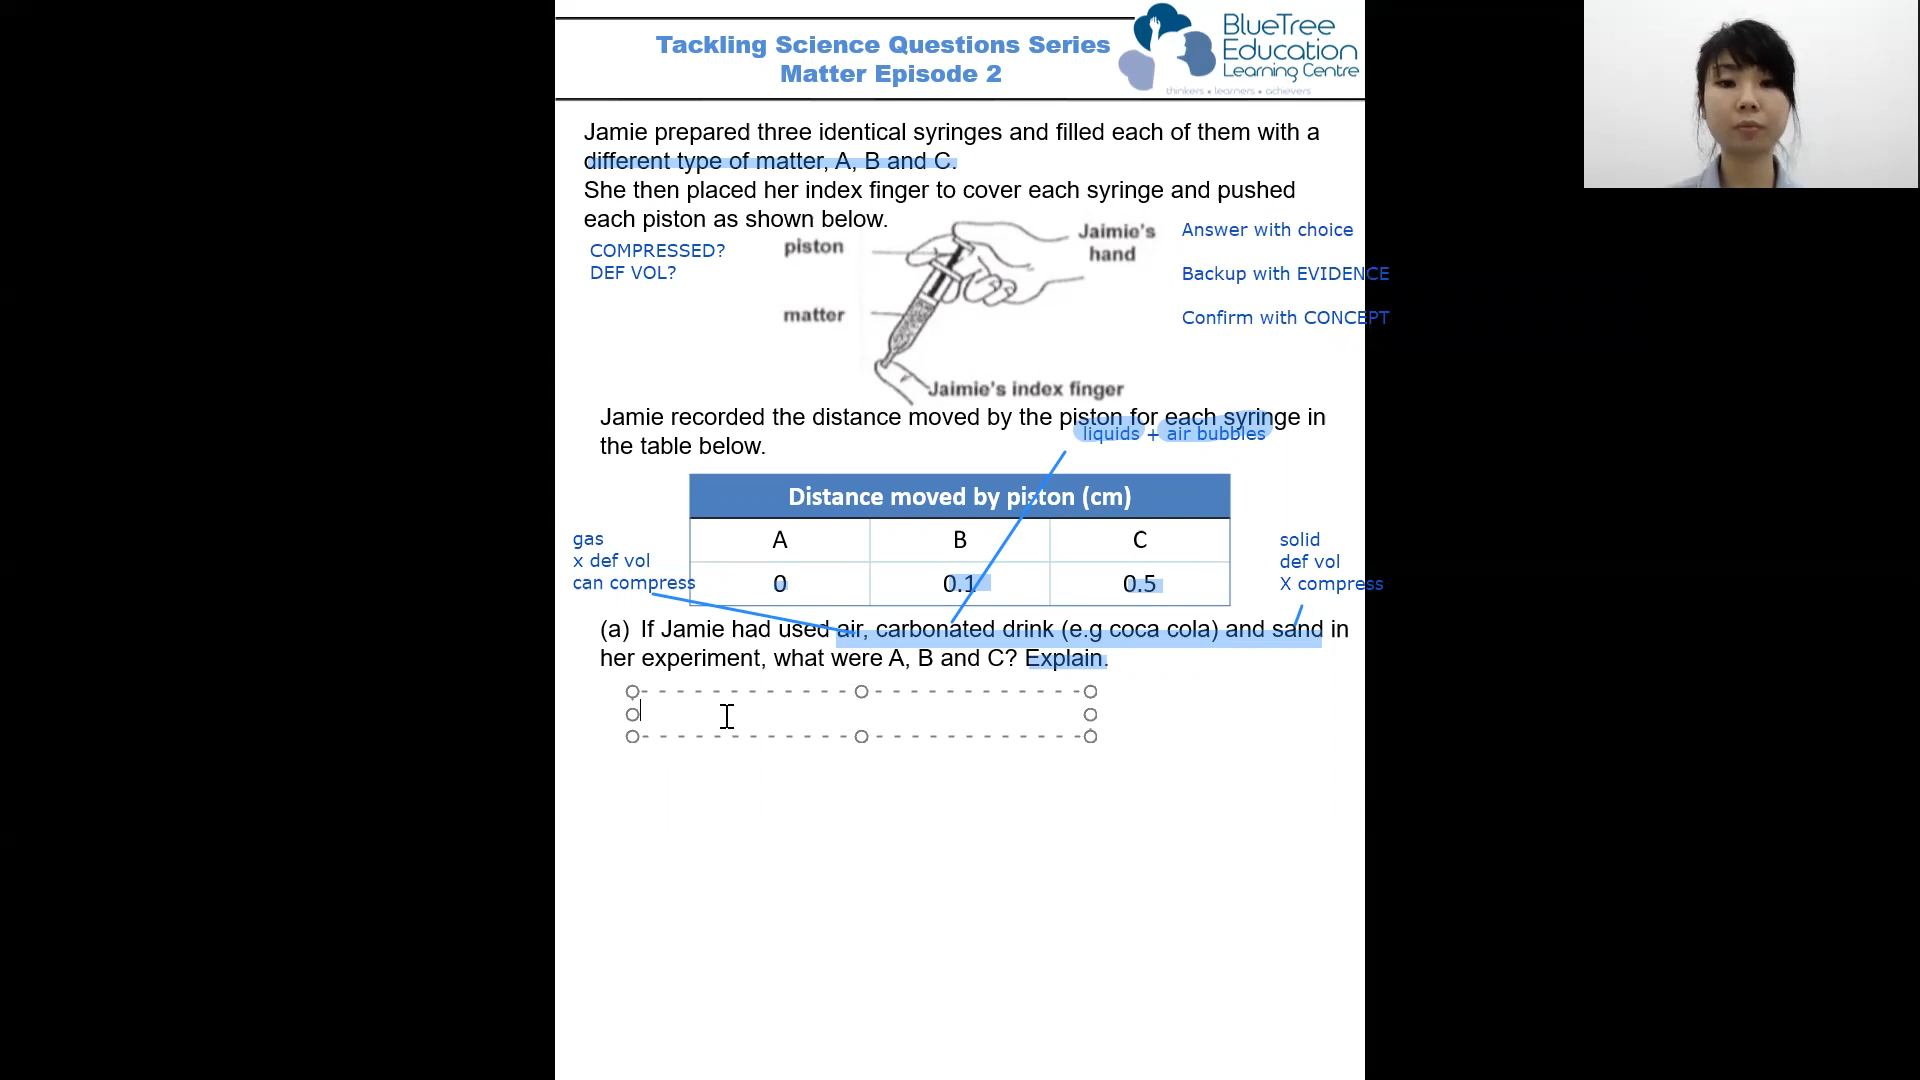 Tackling Science Questions Series
Matter Episode 2
BlueTree
Education
Learning Centre
thinkers • learners • achievers
Jamie prepared three identical syringes and filled each of them with a
different type of matter, A, B and C.
She then placed her index finger to cover each syringe and pushed
each piston as shown below.
COMPRESSED?
DEF VOL?
piston
matter
Jaimie's
hand
Jaimie's index finger
Answer with choice
Backup with EVIDENCE
Confirm with CONCEPT
Jamie recorded the distance moved by the piston for each syringe in
the table below.
liquids + air bubbles
Distance moved by piston (cm)
A B C
0 0.1 0.5
gas
x def vol
can compress
solid
def vol
X compress
(a) If Jamie had used air, carbonated drink (e.g coca cola) and sand in
her experiment, what were A, B and C? Explain.